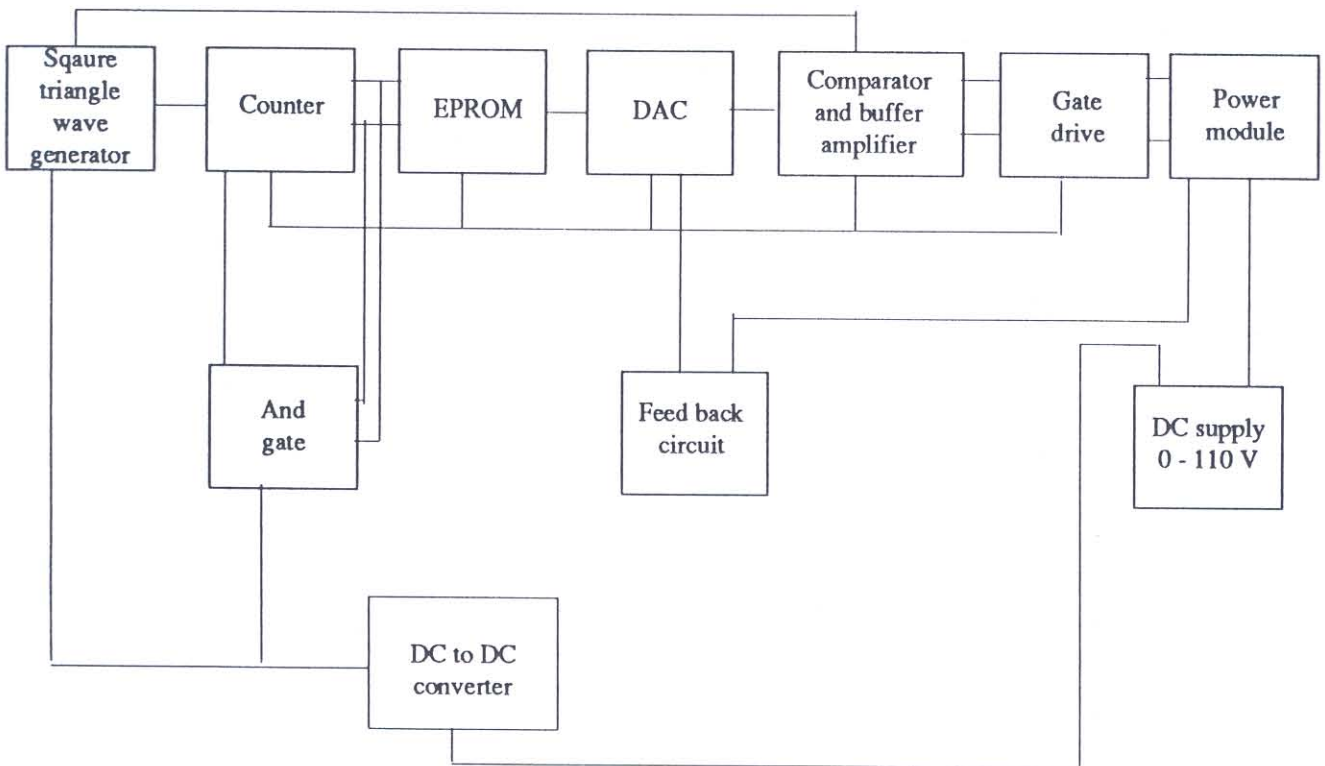 Sqaure
triangle
wave
generator
Counter
EPROM
DAC
Comparator
and buffer
amplifier
Gate
drive
Power
module
And
gate
Feed back
circuit
DC supply
0 - 110 V
DC to DC
converter